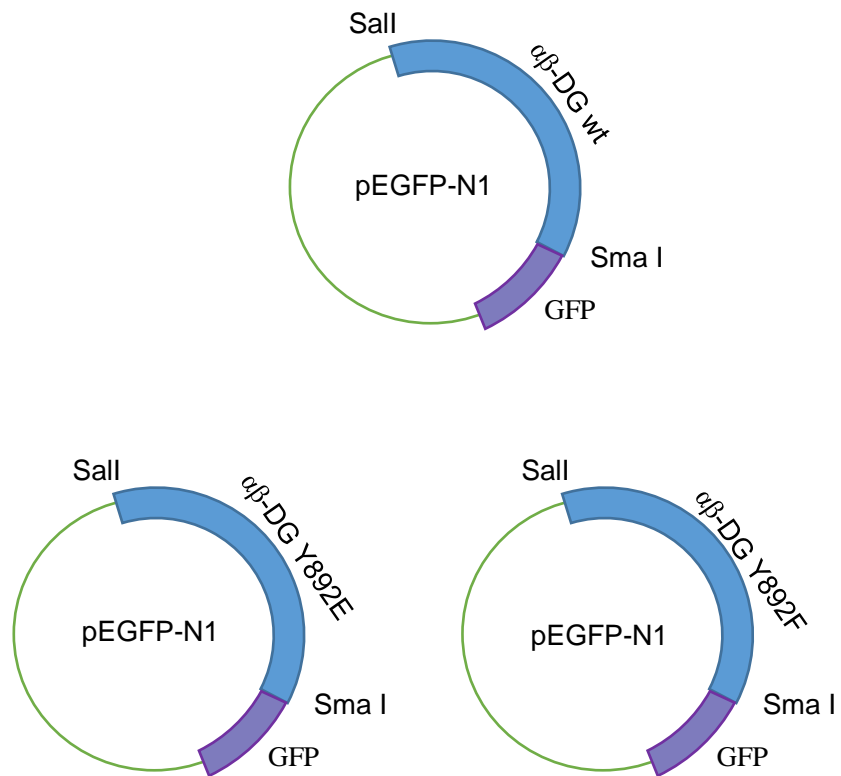 SalI
αβ-DG wt
pEGFP-N1
Sma I
GFP
SalI
αβ-DG Y892E
pEGFP-N1
Sma I
GFP
SalI
αβ-DG Y892F
pEGFP-N1
Sma I
GFP